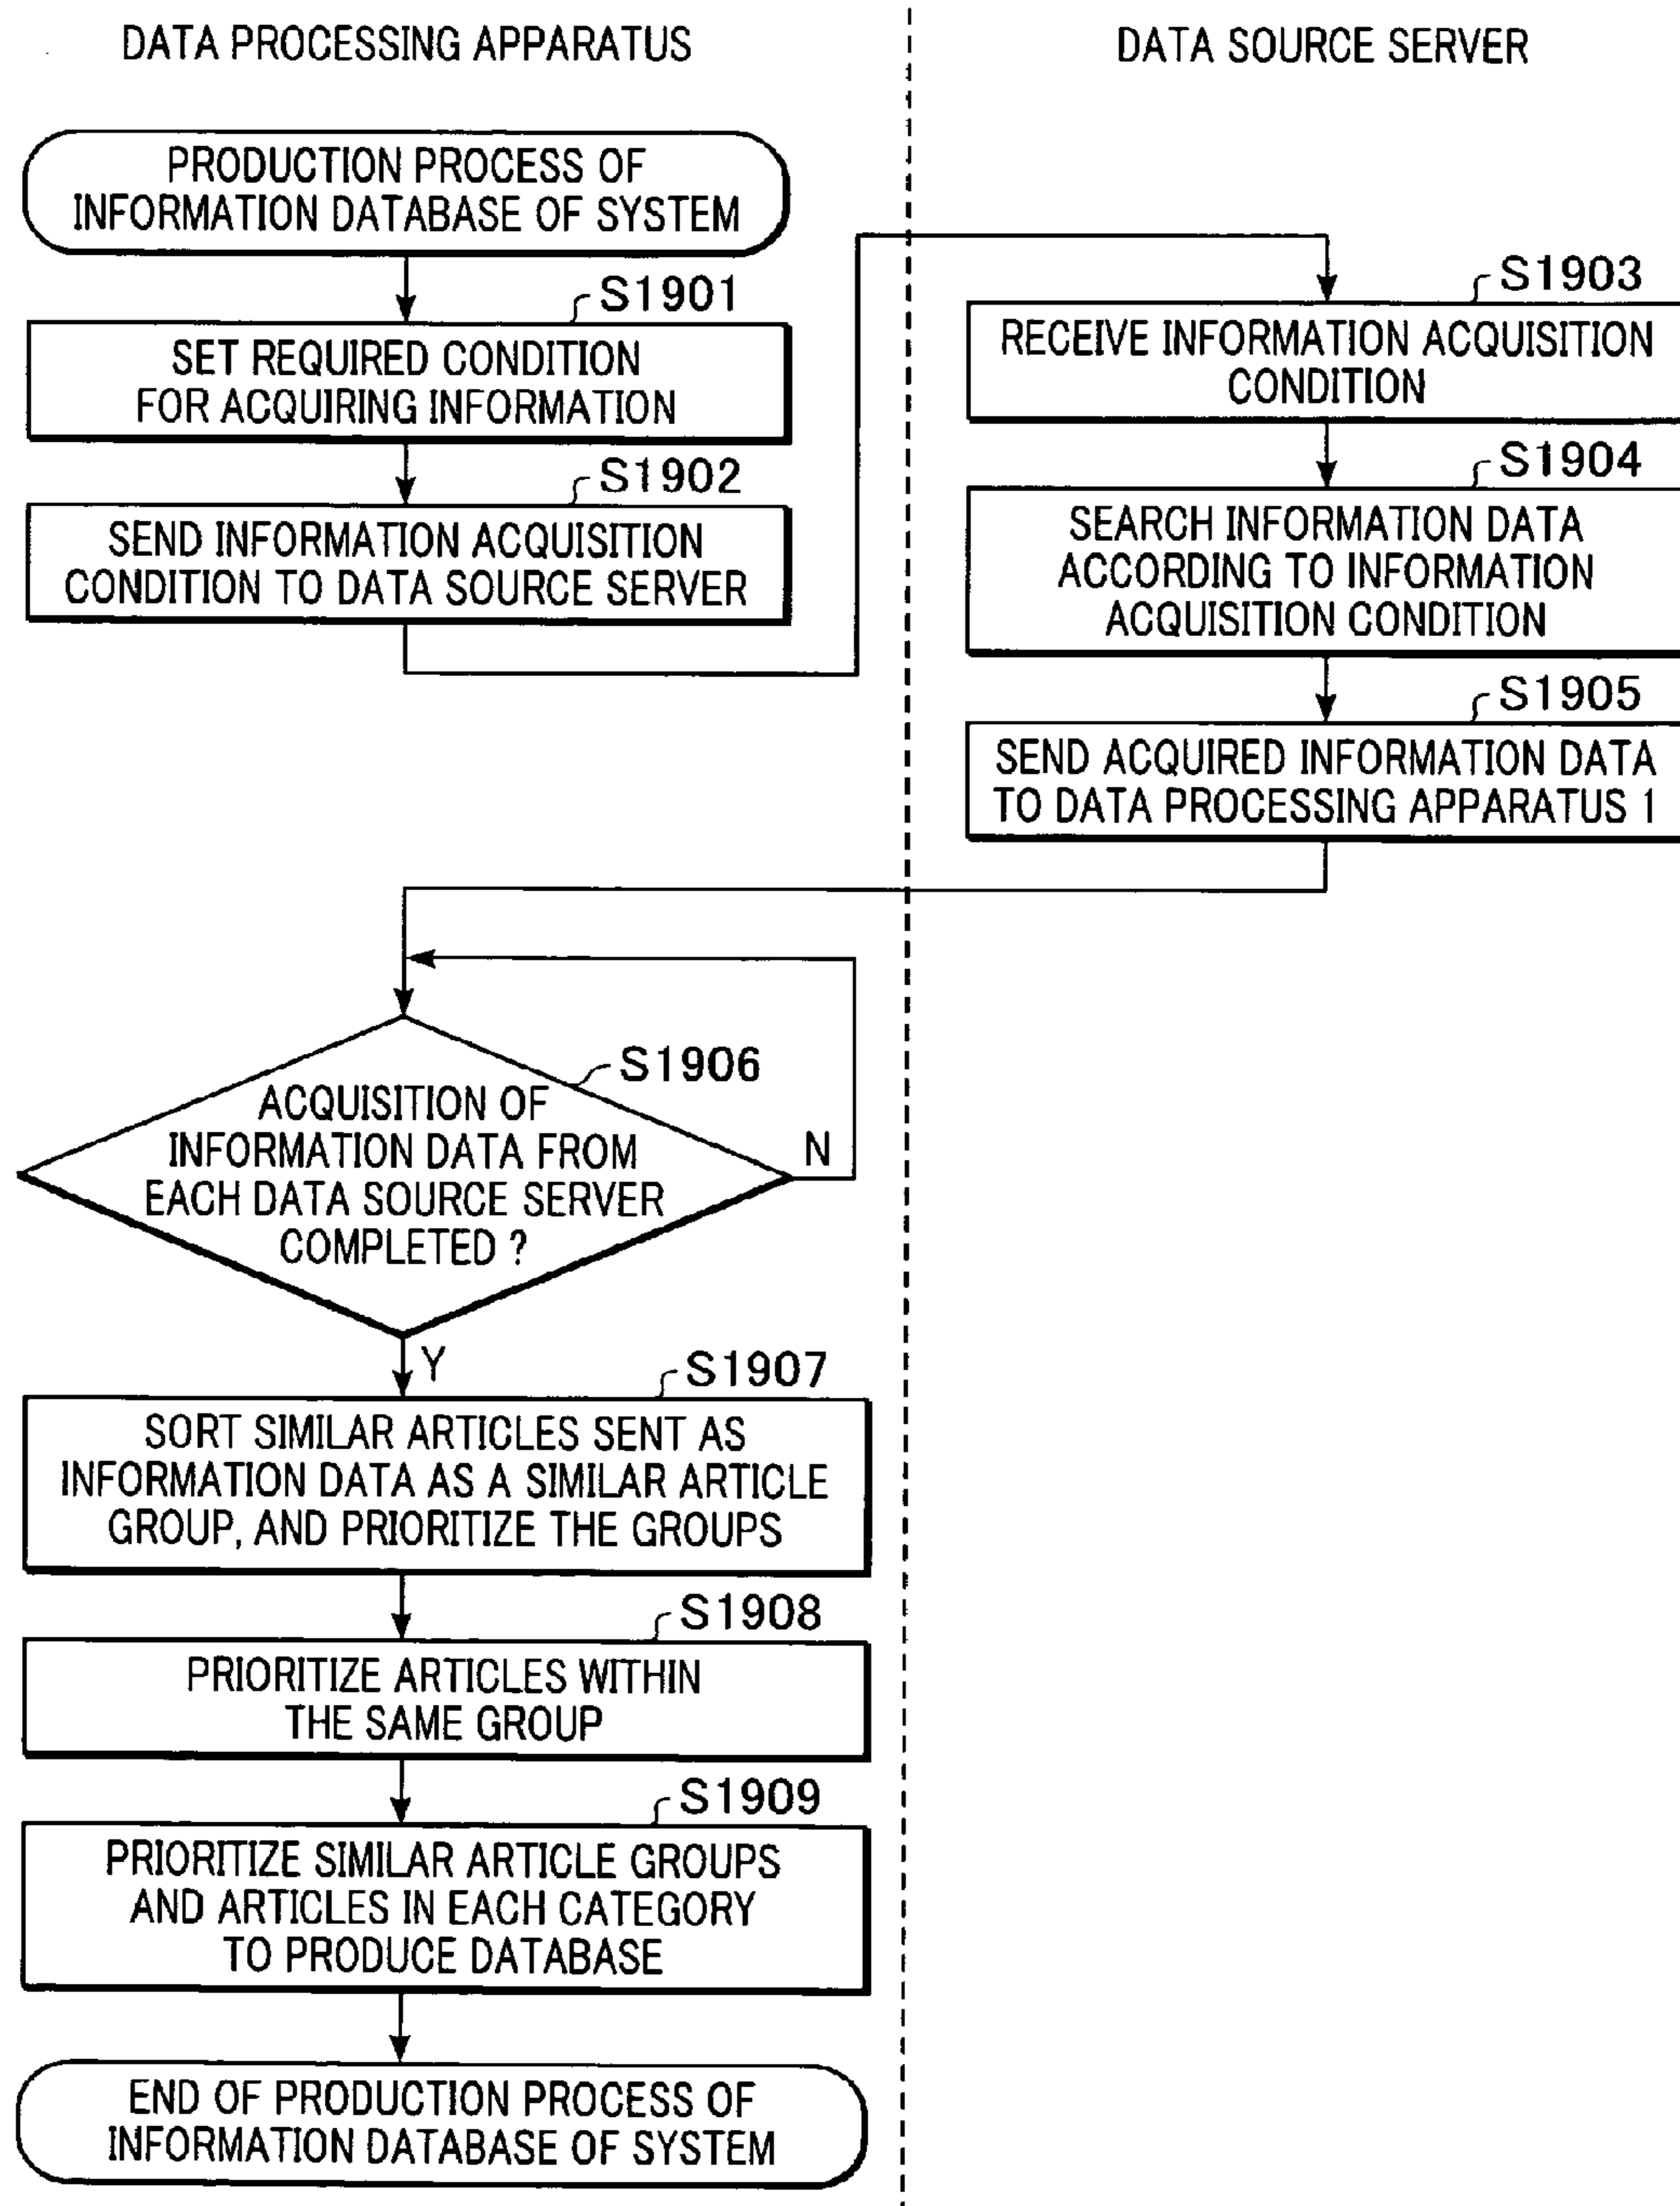 DATA PROCESSING APPARATUS
DATA SOURCE SERVER
PRODUCTION PROCESS OF
INFORMATION DATABASE OF SYSTEM
S1901
SET REQUIRED CONDITION
FOR ACQUIRING INFORMATION
S1902
SEND INFORMATION ACQUISITION
CONDITION TO DATA SOURCE SERVER
S1903
RECEIVE INFORMATION ACQUISITION
CONDITION
S1904
SEARCH INFORMATION DATA
ACCORDING TO INFORMATION
ACQUISITION CONDITION
S1905
SEND ACQUIRED INFORMATION DATA
TO DATA PROCESSING APPARATUS 1
S1906
ACQUISITION OF
INFORMATION DATA FROM
EACH DATA SOURCE SERVER
COMPLETED ?
N
Y
S1907
SORT SIMILAR ARTICLES SENT AS
INFORMATION DATA AS A SIMILAR ARTICLE
GROUP, AND PRIORITIZE THE GROUPS
S1908
PRIORITIZE ARTICLES WITHIN
THE SAME GROUP
S1909
PRIORITIZE SIMILAR ARTICLE GROUPS
AND ARTICLES IN EACH CATEGORY
TO PRODUCE DATABASE
END OF PRODUCTION PROCESS OF
INFORMATION DATABASE OF SYSTEM